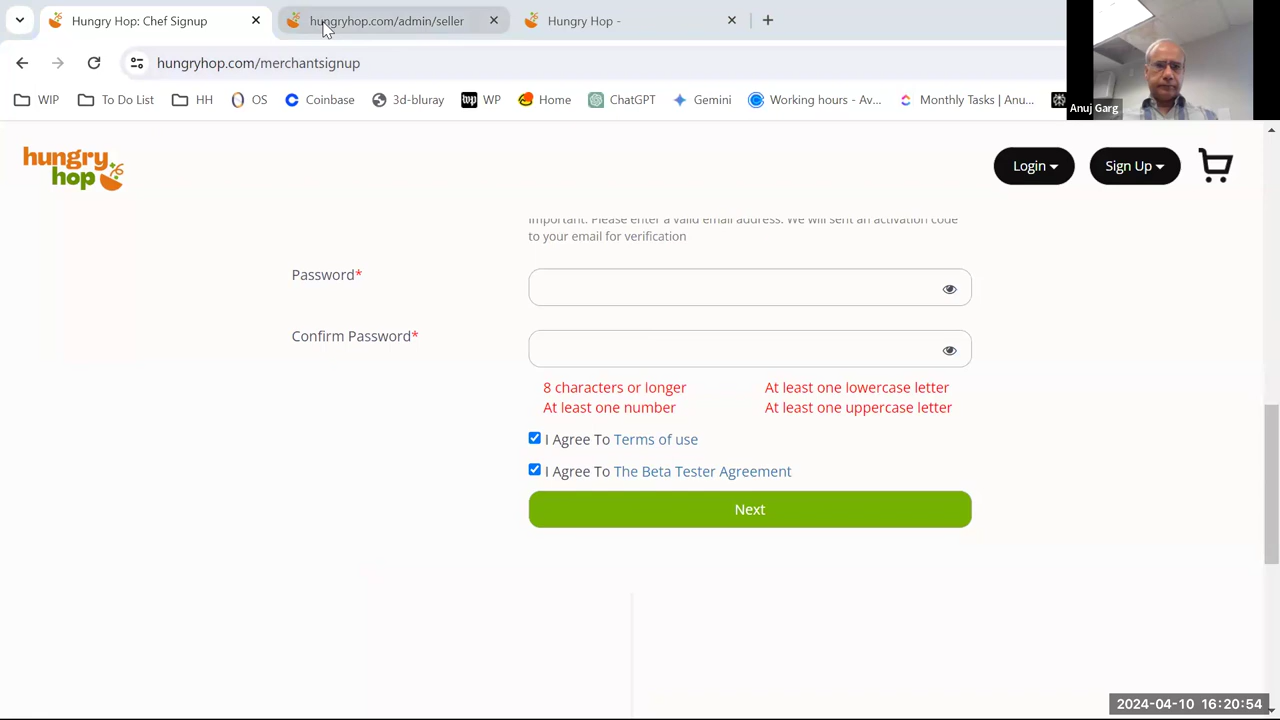 Hungry Hop: Chef Signup
hungryhop.com/admin/seller
Hungry Hop -
hungryhop.com/merchantsignup
WIP
To Do List
HH
OS
Coinbase
3d-bluray
wp WP
Home
ChatGPT
Gemini
Working hours - Av...
Monthly Tasks | Anu...
Anuj Garg
hungry
hop
Login
Sign Up
Important: Please enter a valid email address. We will sent an activation code
to your email for verification
Password*
Confirm Password*
8 characters or longer
At least one lowercase letter
At least one number
At least one uppercase letter
I Agree To Terms of use
I Agree To The Beta Tester Agreement
Next
2024-04-10 16:20:54